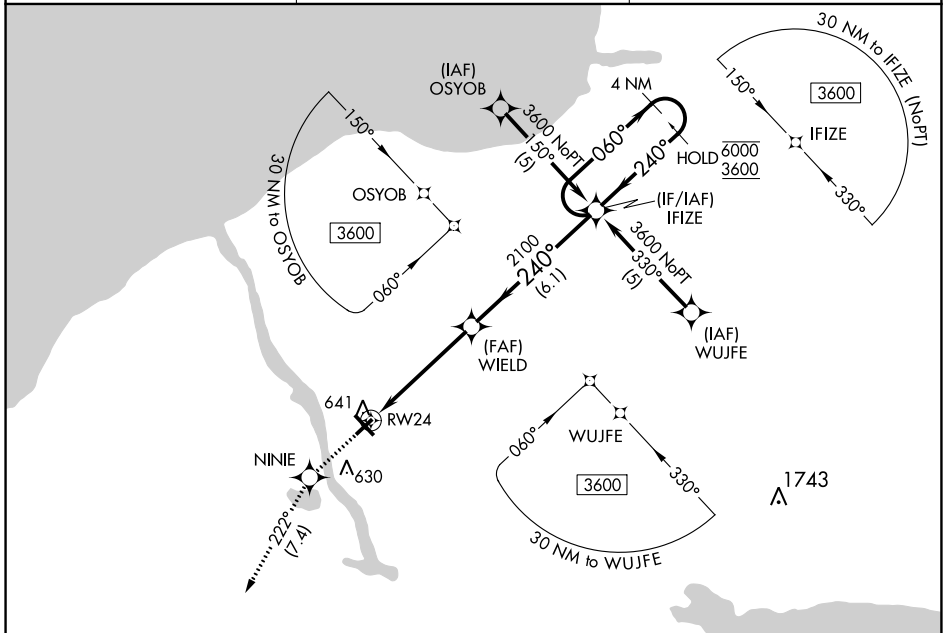 30 NM to IFIZE (NoPT)
150°
3600
IFIZE
330°
(IAF)
OSYOB
3600 NoPT
150°
(5)
4 NM
060°
240°
HOLD 6000
3600
(IF/IAF)
IFIZE
150°
OSYOB
3600
30 NM to OSYOB
060°
2100
240°
(6.1)
3600 NoPT
330°
(5)
(IAF)
WUJFE
(FAF)
WIELD
641
RW24
NINIE
630
222°
(7.4)
060°
WUJFE
3600
330°
30 NM to WUJFE
1743